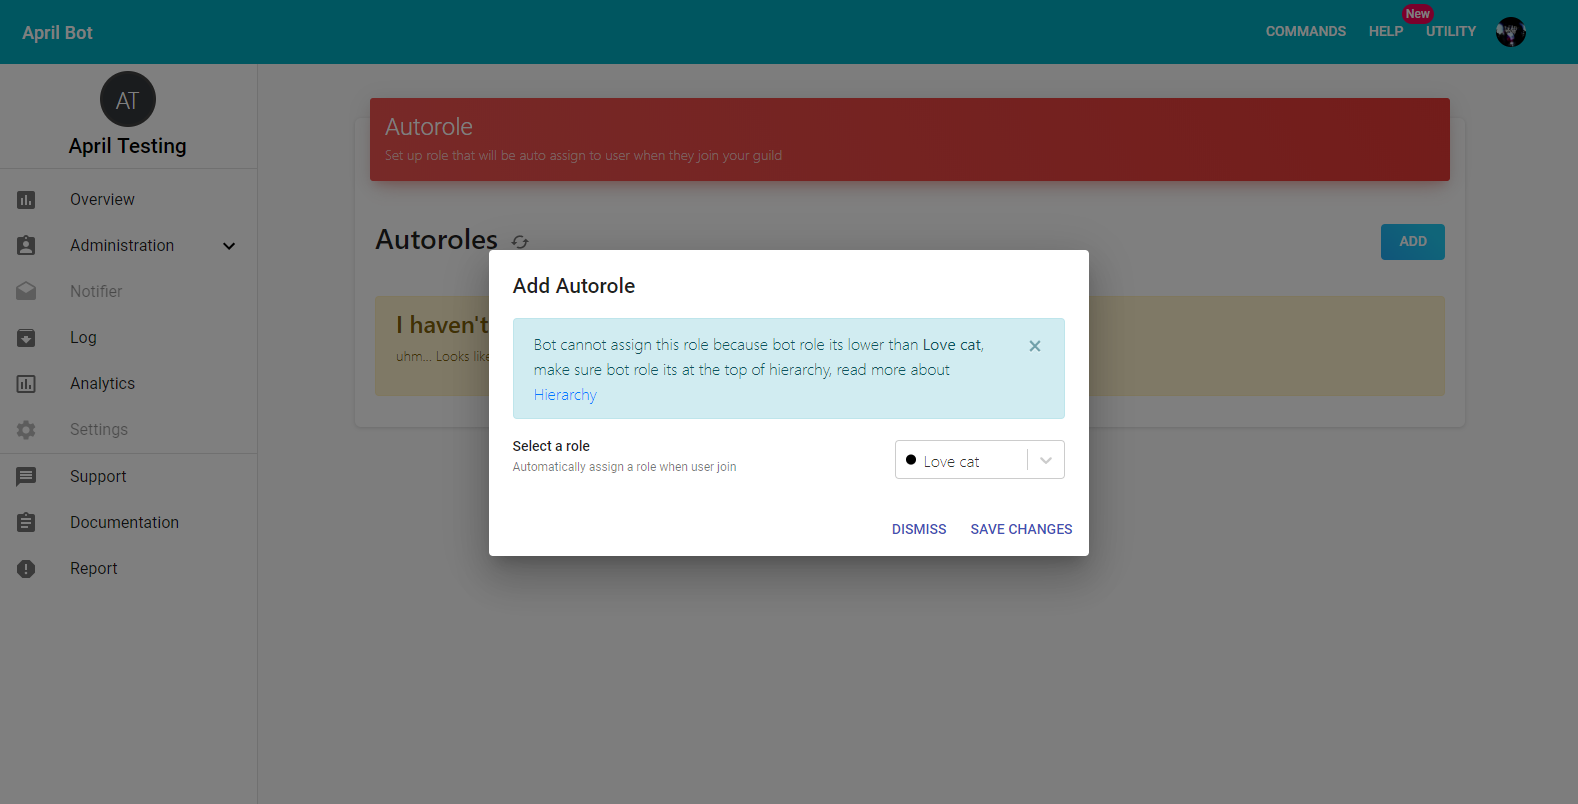 April Bot
COMMANDS
HELP
New
UTILITY
AT
April Testing
Overview
Administration
Notifier
Log
Analytics
Settings
Support
Documentation
Report
Autorole
Set up role that will be auto assign to user when they join your guild
Autoroles
ADD
I haven't
uhm... Looks like
Add Autorole
Bot cannot assign this role because bot role its lower than Love cat,
make sure bot role its at the top of hierarchy, read more about
Hierarchy
×
Select a role
Automatically assign a role when user join
Love cat
DISMISS
SAVE CHANGES